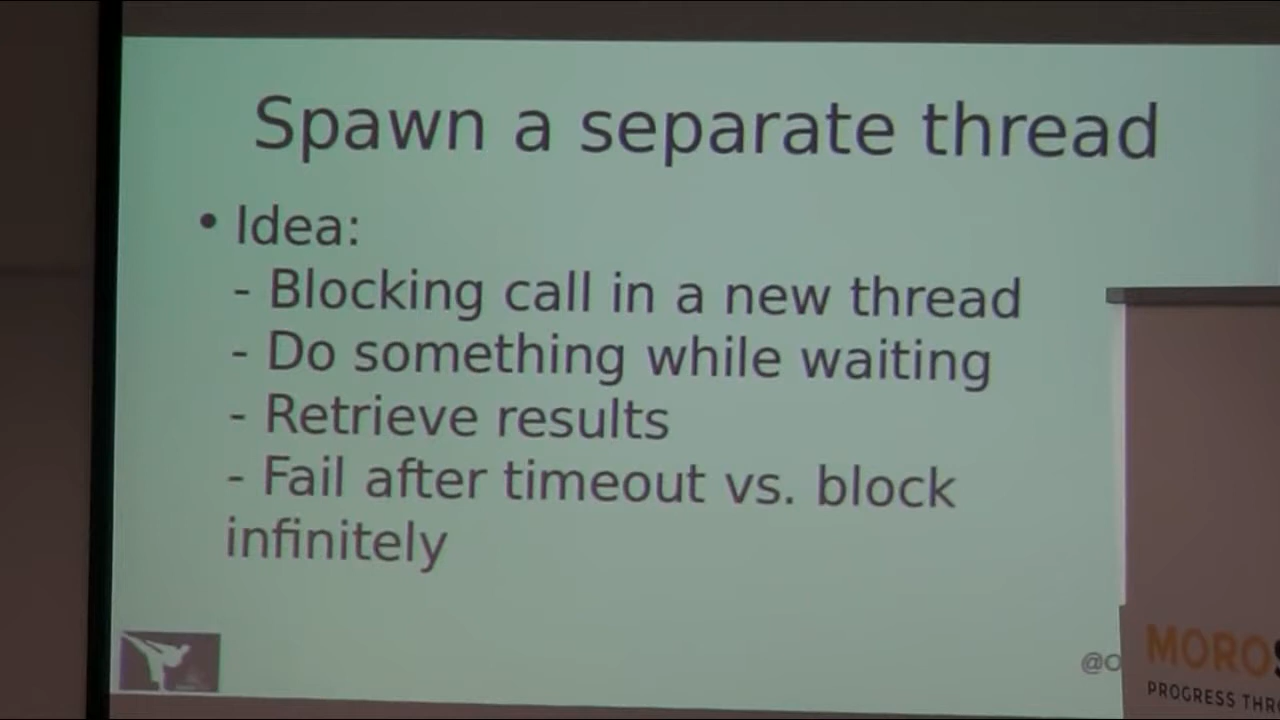 Spawn a separate thread
• Idea:
- Blocking call in a new thread
- Do something while waiting
- Retrieve results
- Fail after timeout vs. block
infinitely
PROGRESS